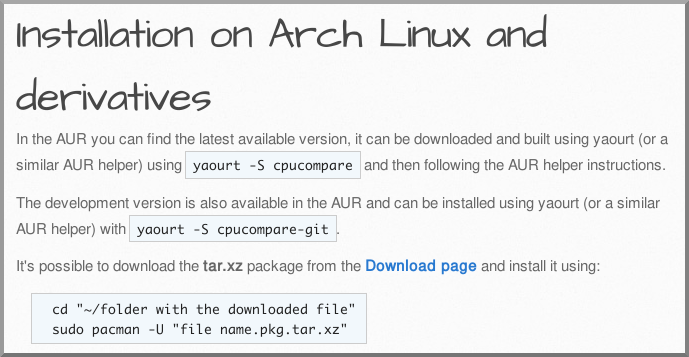 Installation on Arch Linux and
derivatives
In the AUR you can find the latest available version, it can be downloaded and built using yaourt (or a
similar AUR helper) using yaourt -S cpucompare and then following the AUR helper instructions.
The development version is also available in the AUR and can be installed using yaourt (or a similar
AUR helper) with yaourt -S cpucompare-git.
It's possible to download the tar.xz package from the Download page and install it using:
cd "~/folder with the downloaded file"
sudo pacman -U "file name.pkg.tar.xz"